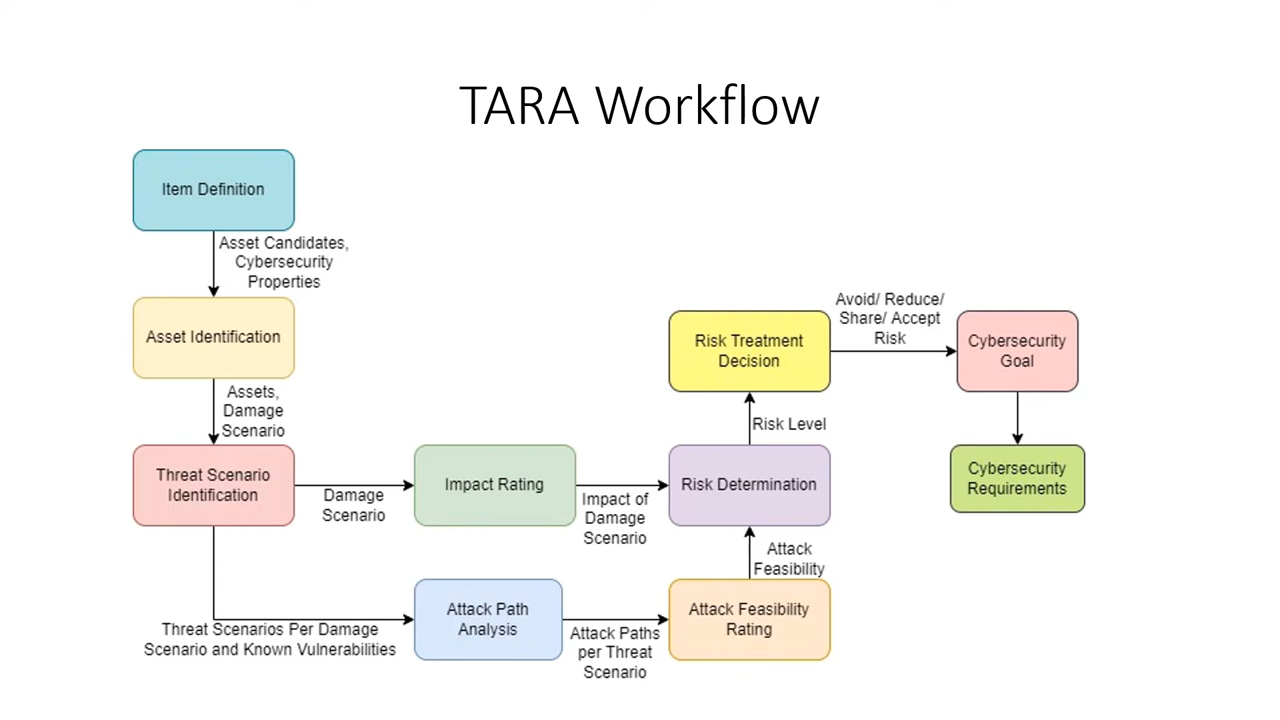 TARA Workflow
Item Definition
Asset Candidates,
Cybersecurity
Properties
Asset Identification
Assets,
Damage
Scenario
Threat Scenario
Identification
Damage
Scenario
Impact Rating
Impact of
Damage
Scenario
Threat Scenarios Per Damage
Scenario and Known Vulnerabilities
Attack Path
Analysis
Attack Paths
per Threat
Scenario
Attack Feasibility
Rating
Attack
Feasibility
Risk Determination
Risk Level
Risk Treatment
Decision
Avoid/ Reduce/
Share/ Accept
Risk
Cybersecurity
Goal
Cybersecurity
Requirements